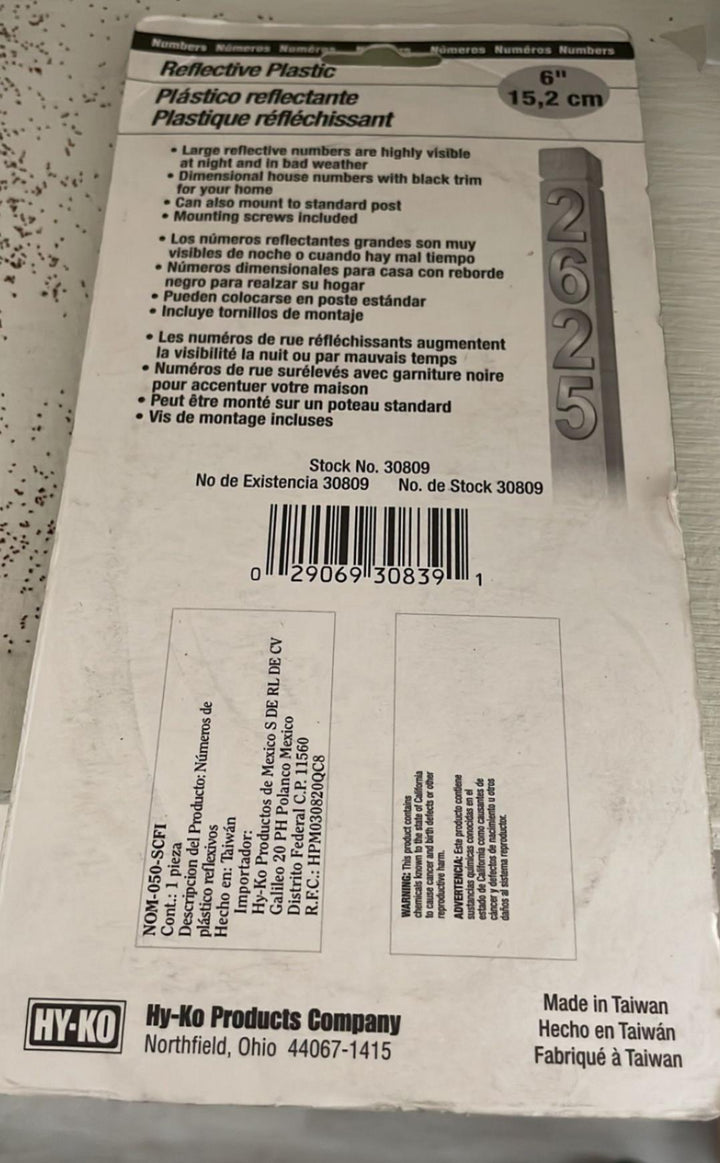 Numbers Números Numéros Números Numéros Numbers
Reflective Plastic
6"
Plástico reflectante
15,2 cm
Plastique réfléchissant
• Large reflective numbers are highly visible
at night and in bad weather
• Dimensional house numbers with black trim
for your home
• Can also mount to standard post
• Mounting screws included
• Los números reflectantes grandes son muy
visibles de noche o cuando hay mal tiempo
• Números dimensionales para casa con reborde
negro para realzar su hogar
• Pueden colocarse en poste estándar
• Incluye tornillos de montaje
• Les numéros de rue réfléchissants augmentent
la visibilité la nuit ou par mauvais temps
• Numéros de rue surélevés avec garniture noire
pour accentuer votre maison
• Peut être monté sur un poteau standard
• Vis de montage incluses
2
6
2
5
Stock No. 30809
No de Existencia 30809 No. de Stock 30809
0 29069 30839 1
NOM-050-SCFI
Cont.: 1 pieza
Descripcion del Producto: Números de
plástico reflexivos
Hecho en: Taiwán
Importador:
Hy-Ko Productos de Mexico S DE RL DE CV
Galileo 20 PH Polanco Mexico
Distrito Federal C.P. 11560
R.F.C.: HPM030820QC8
WARNING: This product contains
chemicals known to the state of California
to cause cancer and birth defects or other
reproductive harm.
ADVERTENCIA: Este producto contiene
sustancias químicas conocidas en el
estado de California como causantes de
cáncer y defectos de nacimiento u otros
daños al sistema reproductor.
HY-KO
Hy-Ko Products Company
Northfield, Ohio 44067-1415
Made in Taiwan
Hecho en Taiwán
Fabriqué à Taiwan